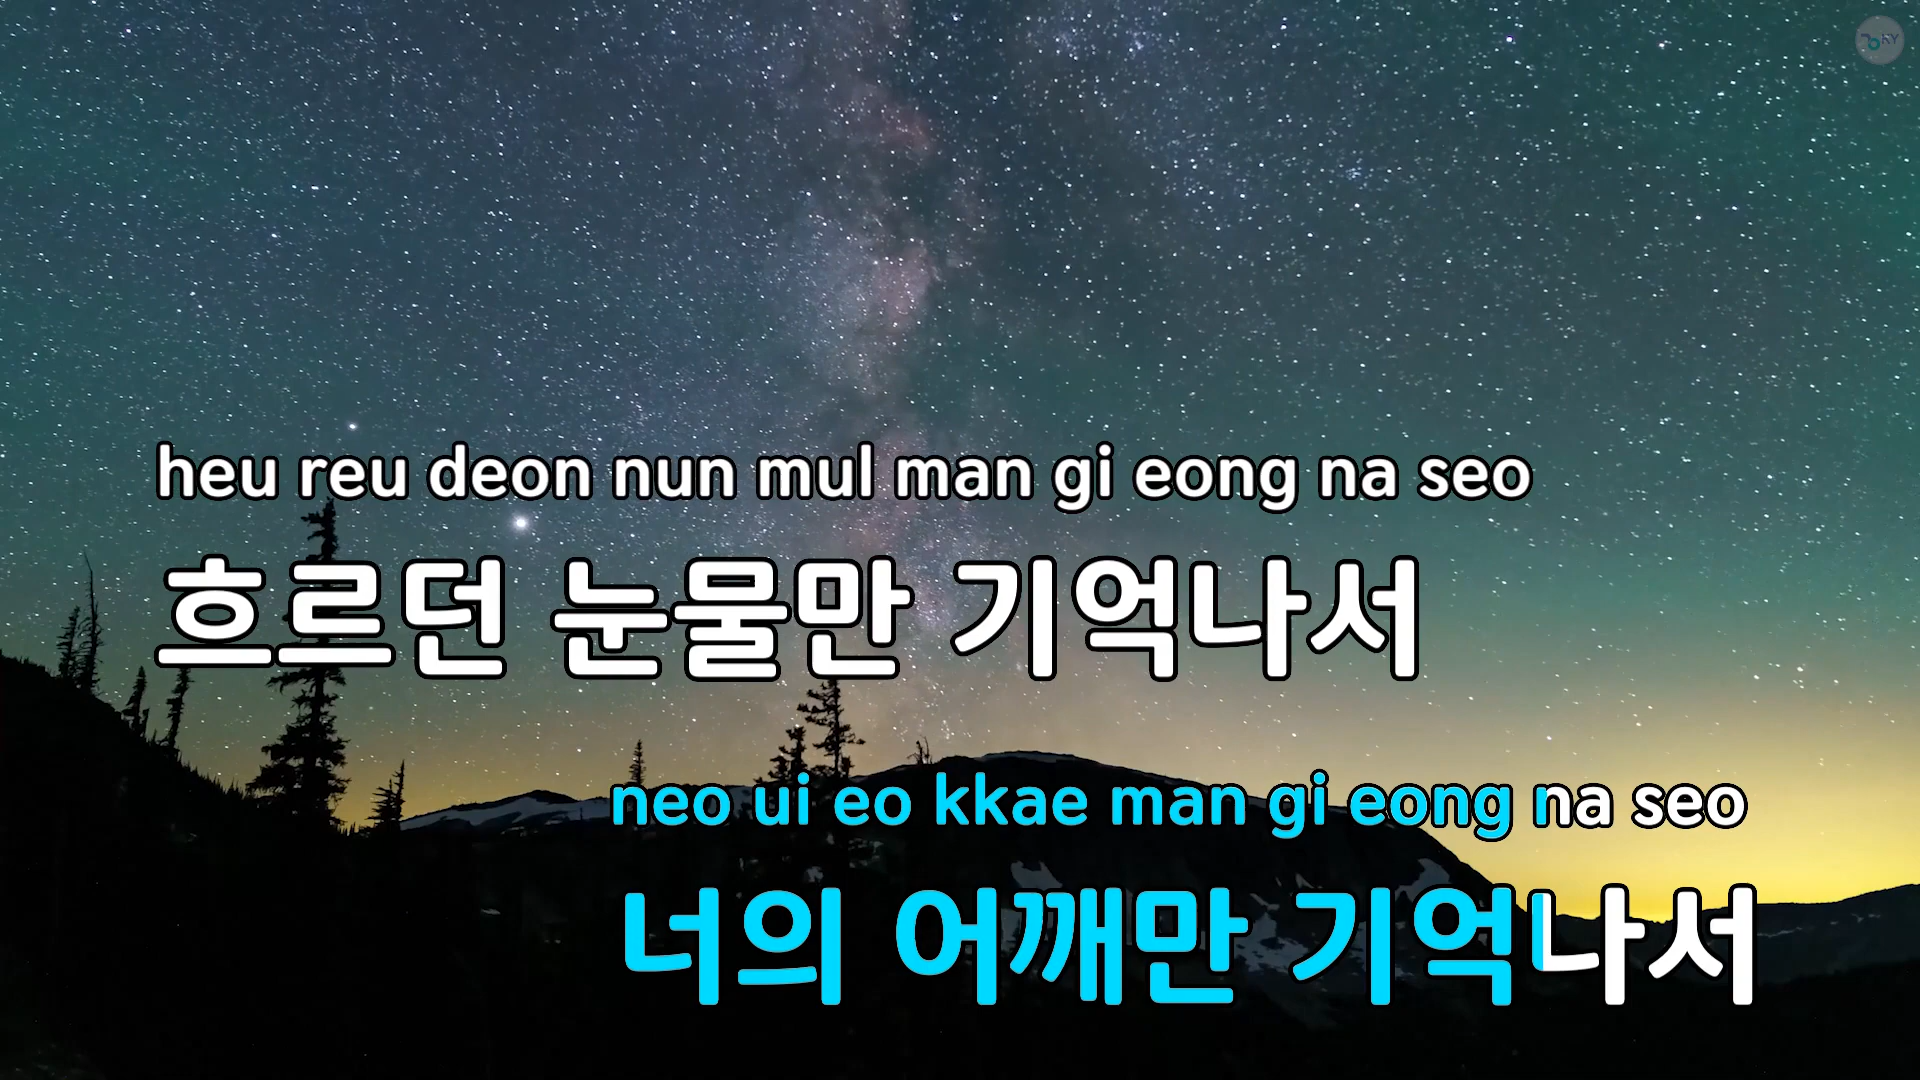 KY
heu reu deon nun mul man gi eong na seo
흐르던 눈물만 기억나서
neo ui eo kkae man gi eong na seo
너의 어깨만 기억나서